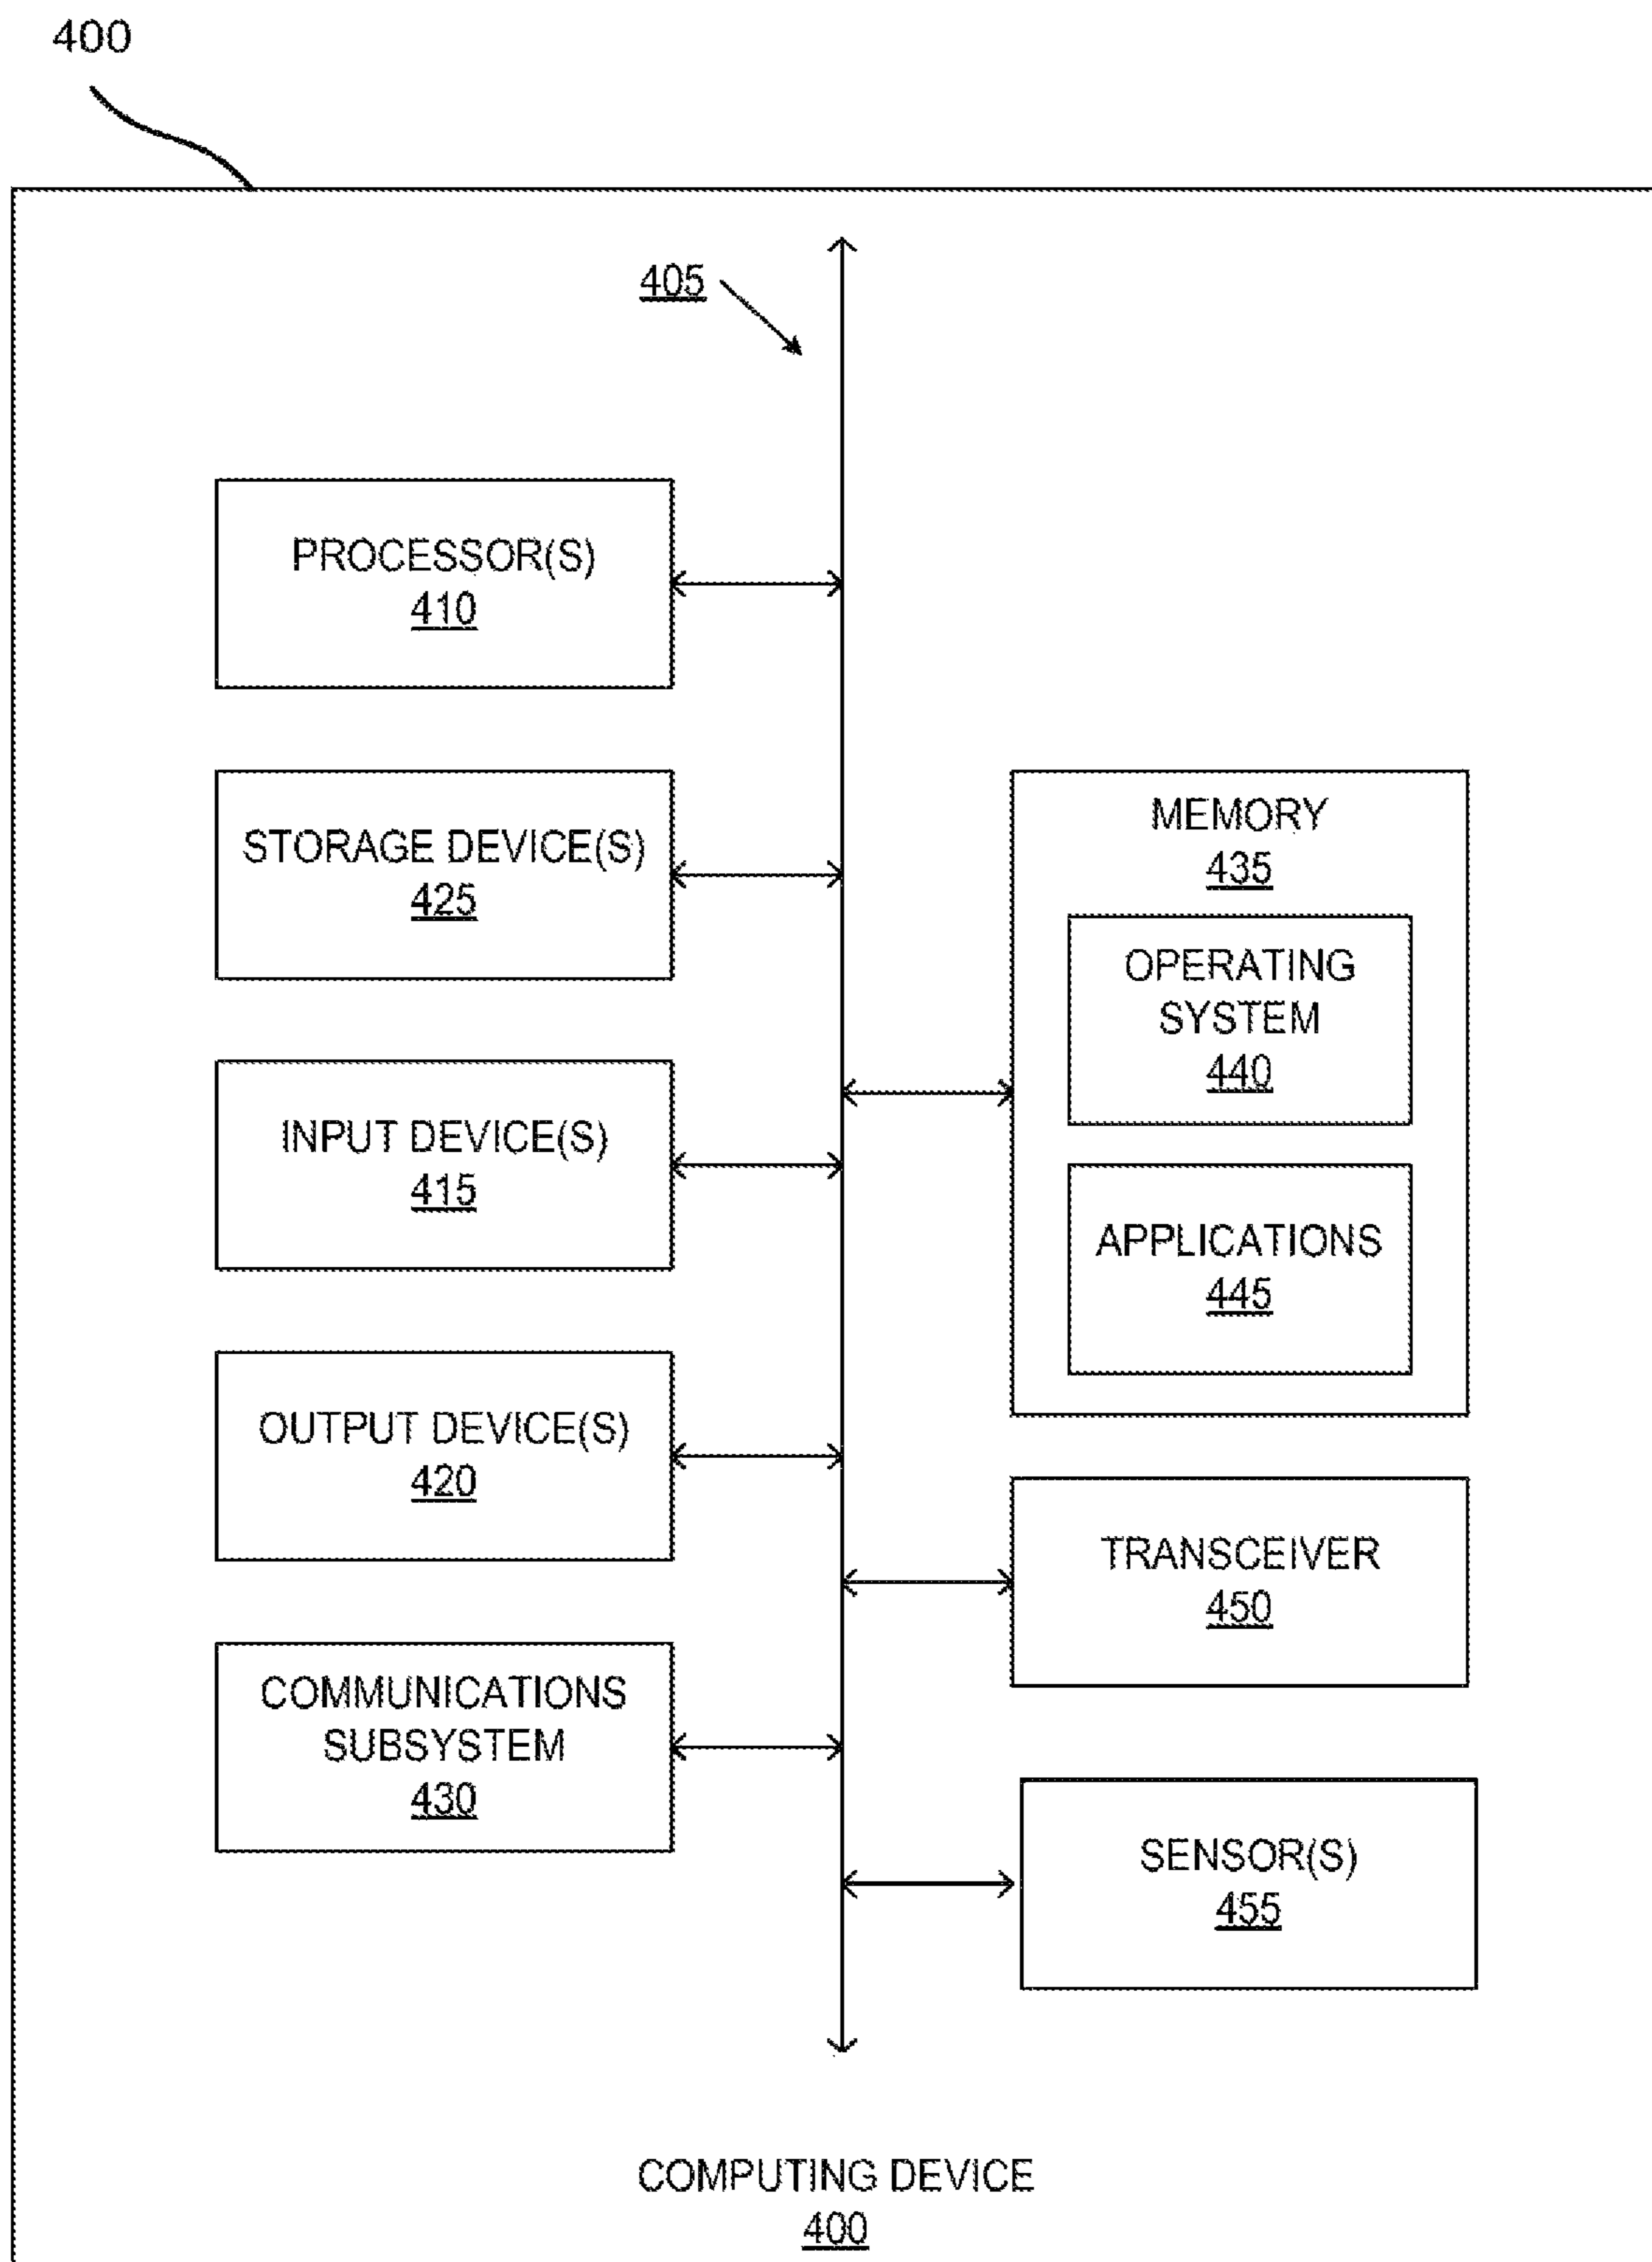 400
405
PROCESSOR(S)
410
STORAGE DEVICE(S)
425
INPUT DEVICE(S)
415
OUTPUT DEVICE(S)
420
COMMUNICATIONS
SUBSYSTEM
430
MEMORY
435
OPERATING
SYSTEM
440
APPLICATIONS
445
TRANSCEIVER
450
SENSOR(S)
455
COMPUTING DEVICE
400